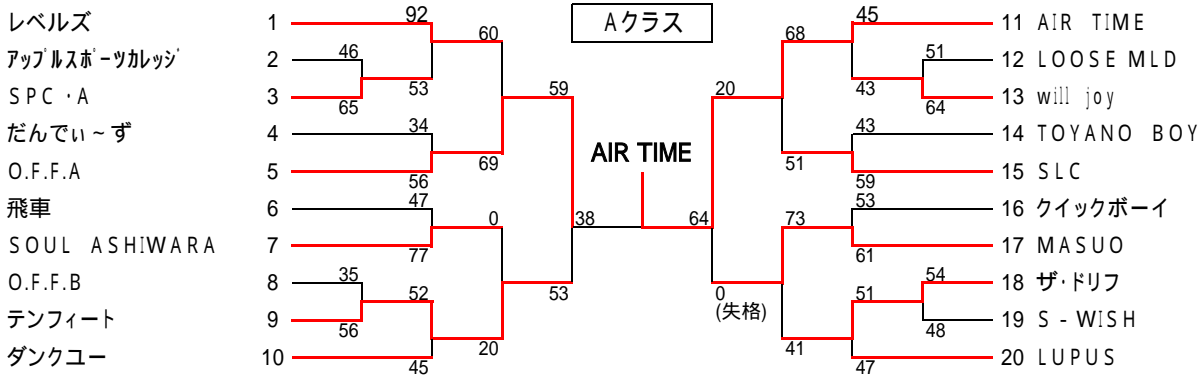 Aクラス
レベルズ 1
アップルスポーツカレッジ 2
SPC・A 3
だんでぃ~ず 4
O.F.F.A 5
飛車 6
SOUL ASHIWARA 7
O.F.F.B 8
テンフィート 9
ダンクユー 10
92
46
65
53
34
56
47
77
35
56
52
45
60
69
0
20
59
53
38
AIR TIME
64
20
0
(失格)
68
51
73
41
45
43
51
64
43
59
53
61
51
47
54
48
11 AIR TIME
12 LOOSE MLD
13 will joy
14 TOYANO BOY
15 SLC
16 クイックボーイ
17 MASUO
18 ザ・ドリフ
19 S-WISH
20 LUPUS